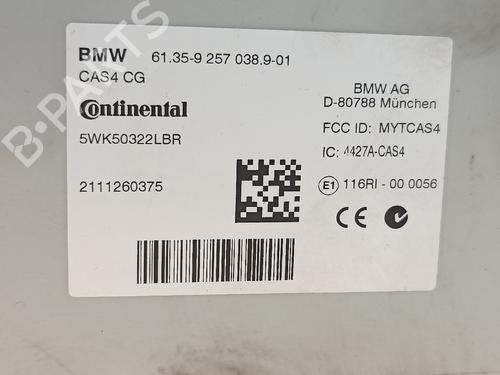 BMW 61.35-9 257 038.9-01
CAS4 CG
Continental
5WK50322LBR
2111260375
BMW AG
D-80788 München
FCC ID: MYTCAS4
IC: 4427A-CAS4
E1 116RI - 00 0056
CE N
B-PARTS